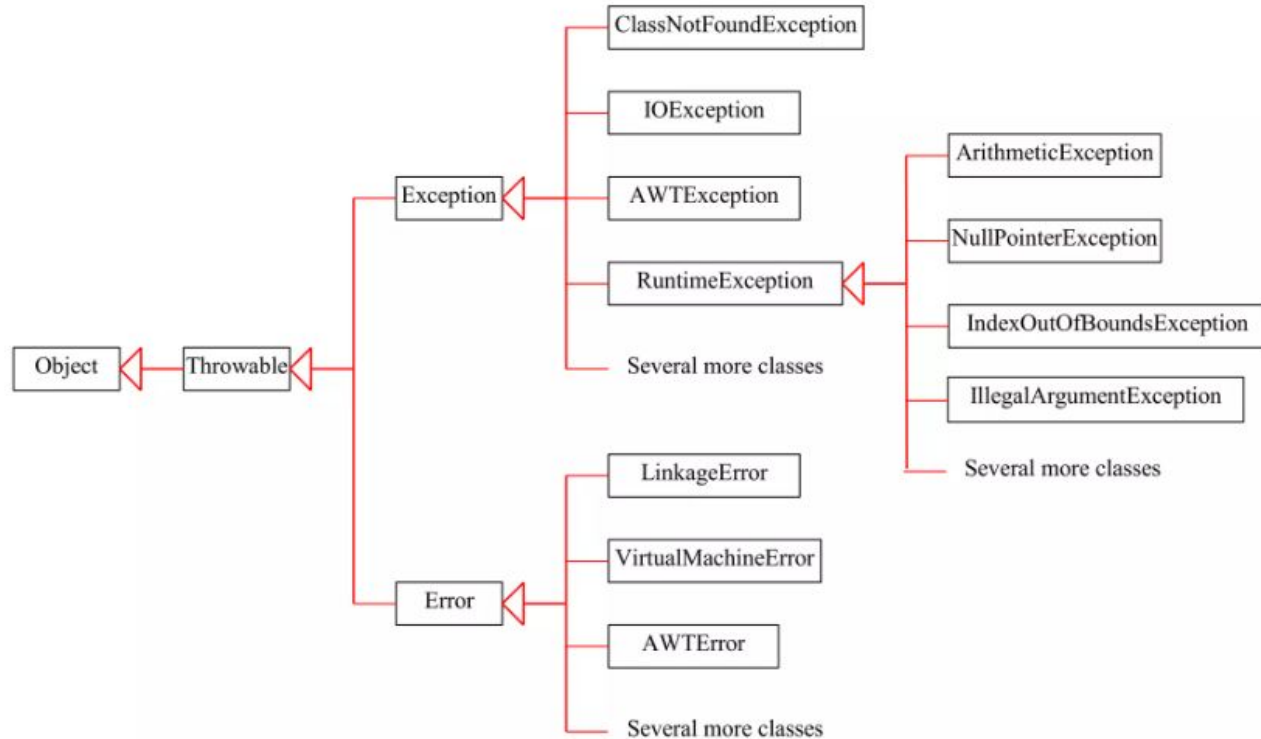 ClassNotFoundException
IOException
ArithmeticException
Exception
AWTException
NullPointerException
RuntimeException
IndexOutOfBoundsException
Object
Throwable
Several more classes
IllegalArgumentException
LinkageError
Several more classes
VirtualMachineError
Error
AWTError
Several more classes